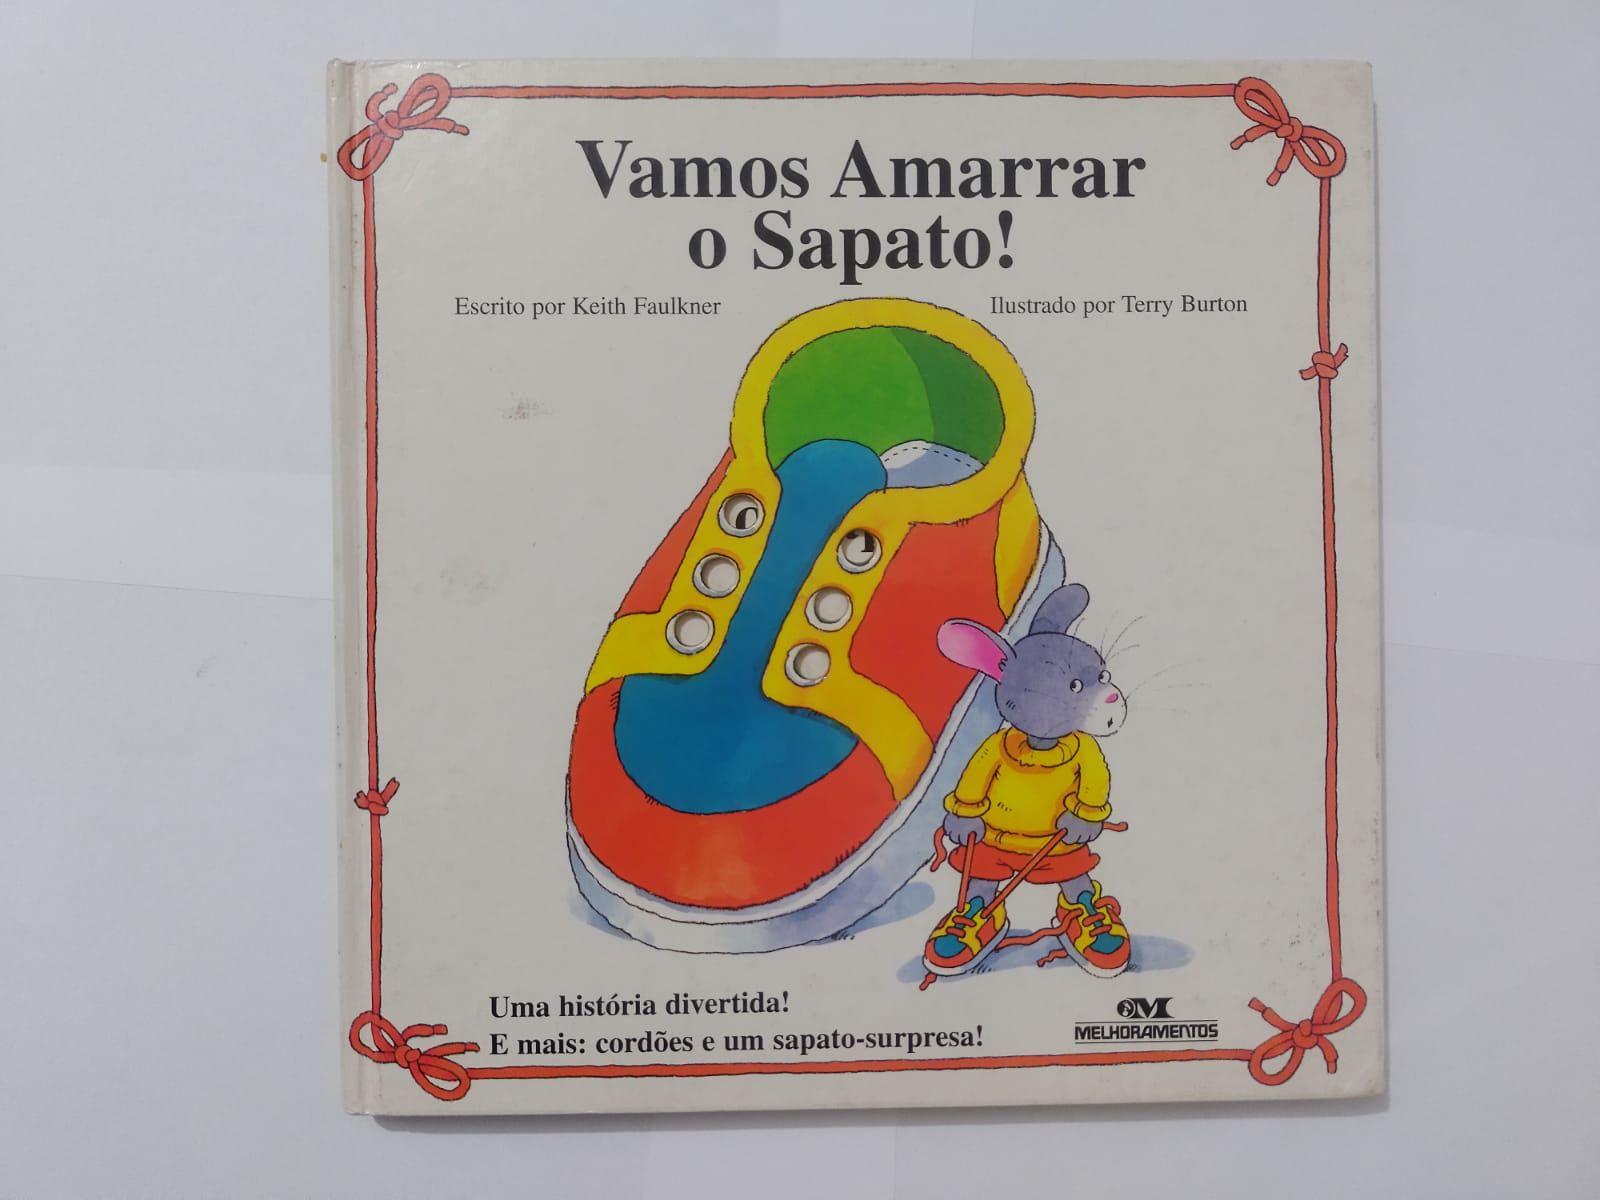 Vamos Amarrar
o Sapato!
Escrito por Keith Faulkner
Ilustrado por Terry Burton
Uma história divertida!
E mais: cordões e um sapato-surpresa!
MELHORAMENTOS